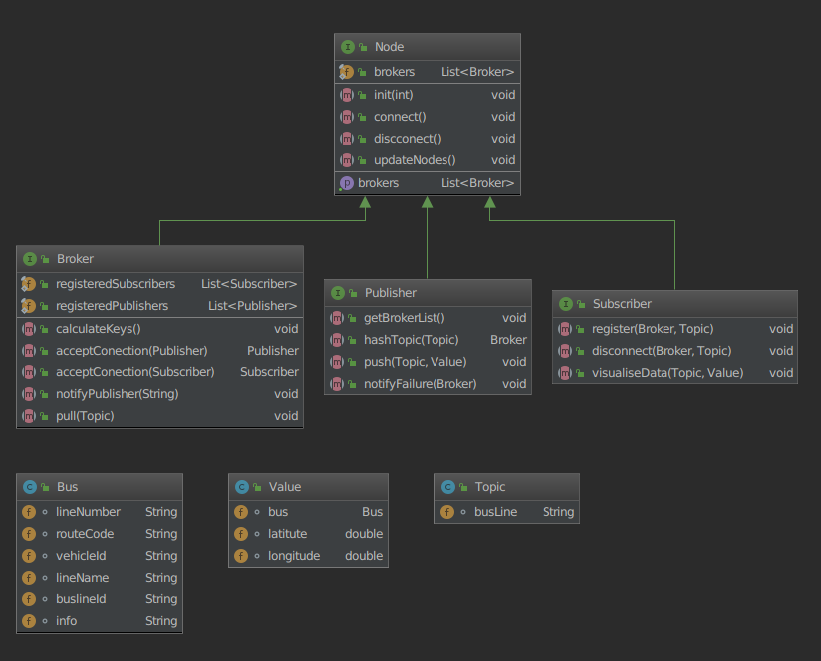 Node
brokers List<Broker>
init(int) void
connect() void
discconect() void
updateNodes() void
brokers List<Broker>
Broker
registeredSubscribers List<Subscriber>
registeredPublishers List<Publisher>
calculateKeys() void
acceptConection(Publisher) Publisher
acceptConection(Subscriber) Subscriber
notifyPublisher(String) void
pull(Topic) void
Publisher
getBrokerList() void
hashTopic(Topic) Broker
push(Topic, Value) void
notifyFailure(Broker) void
Subscriber
register(Broker, Topic) void
disconnect(Broker, Topic) void
visualiseData(Topic, Value) void
Bus
lineNumber String
routeCode String
vehicleId String
lineName String
buslineId String
info String
Value
bus Bus
latitute double
longitude double
Topic
busLine String